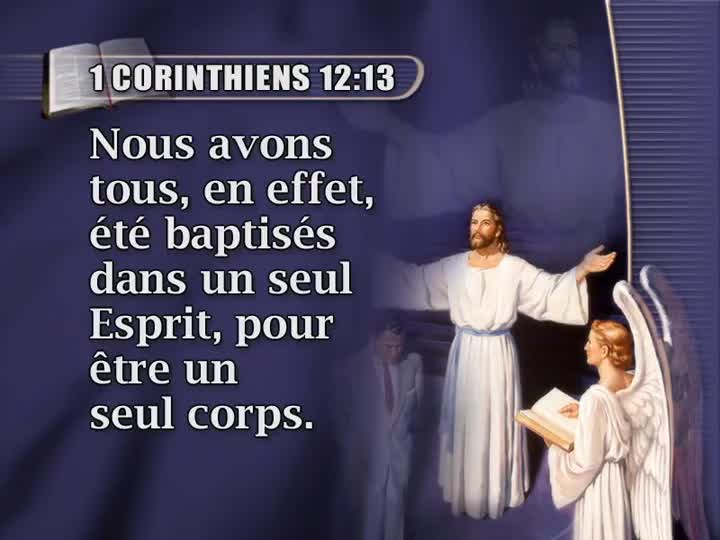 1 CORINTHIENS 12:13
Nous avons
tous, en effet,
été baptisés
dans un seul
Esprit, pour
être un
seul corps.